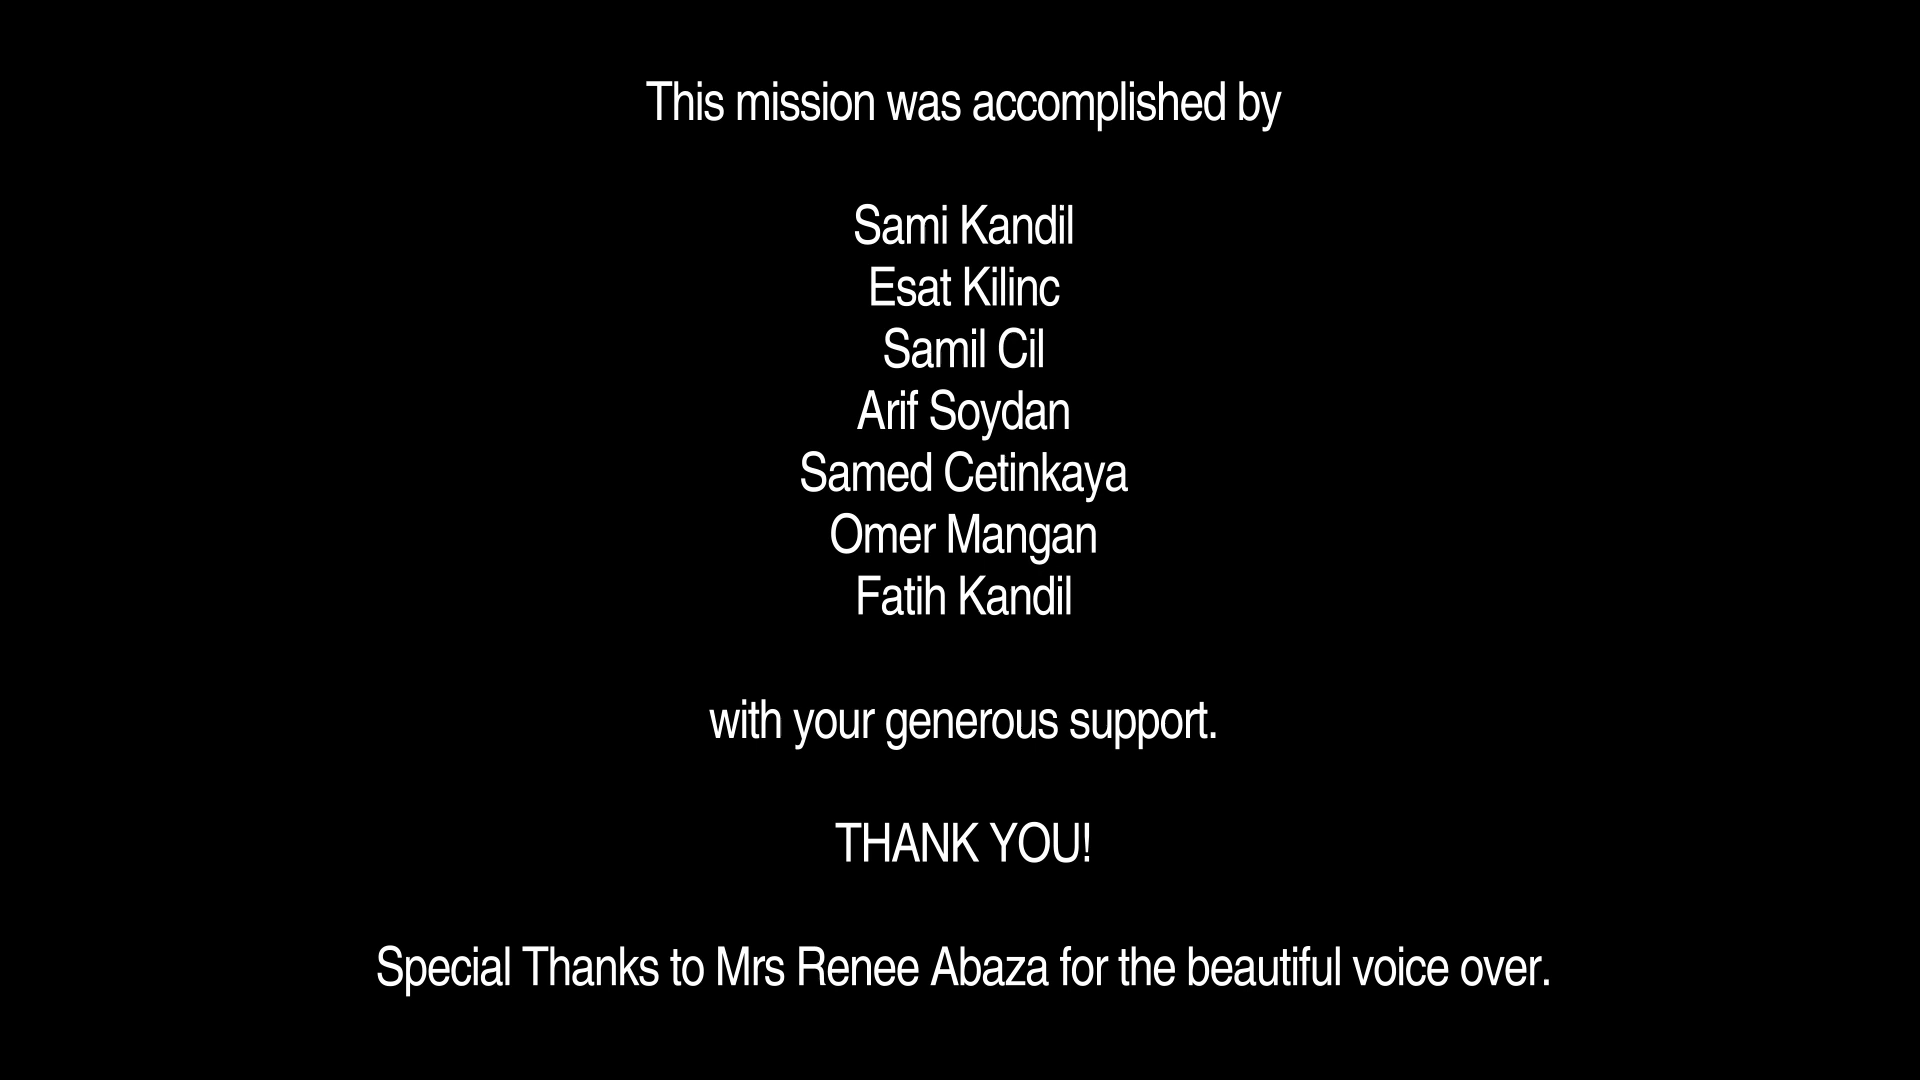 This mission was accomplished by
Sami Kandil
Esat Kilinc
Samil Cil
Arif Soydan
Samed Cetinkaya
Omer Mangan
Fatih Kandil
with your generous support.
THANK YOU!
Special Thanks to Mrs Renee Abaza for the beautiful voice over.